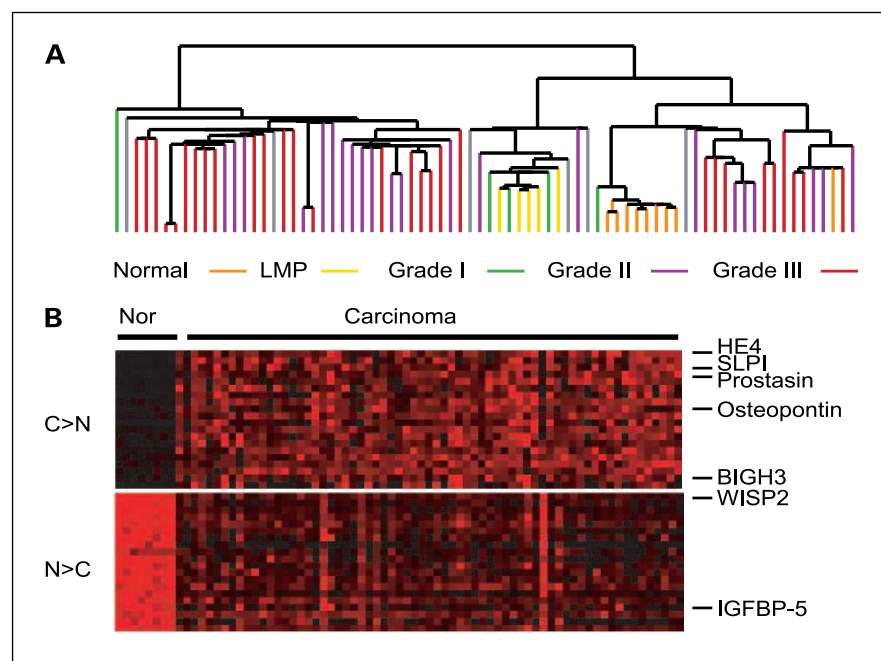 A
Normal LMP Grade I Grade II Grade III
B
Nor Carcinoma
HE4
SLPI
Prostasin
C>N
Osteopontin
BIGH3
WISP2
N>C
IGFBP-5